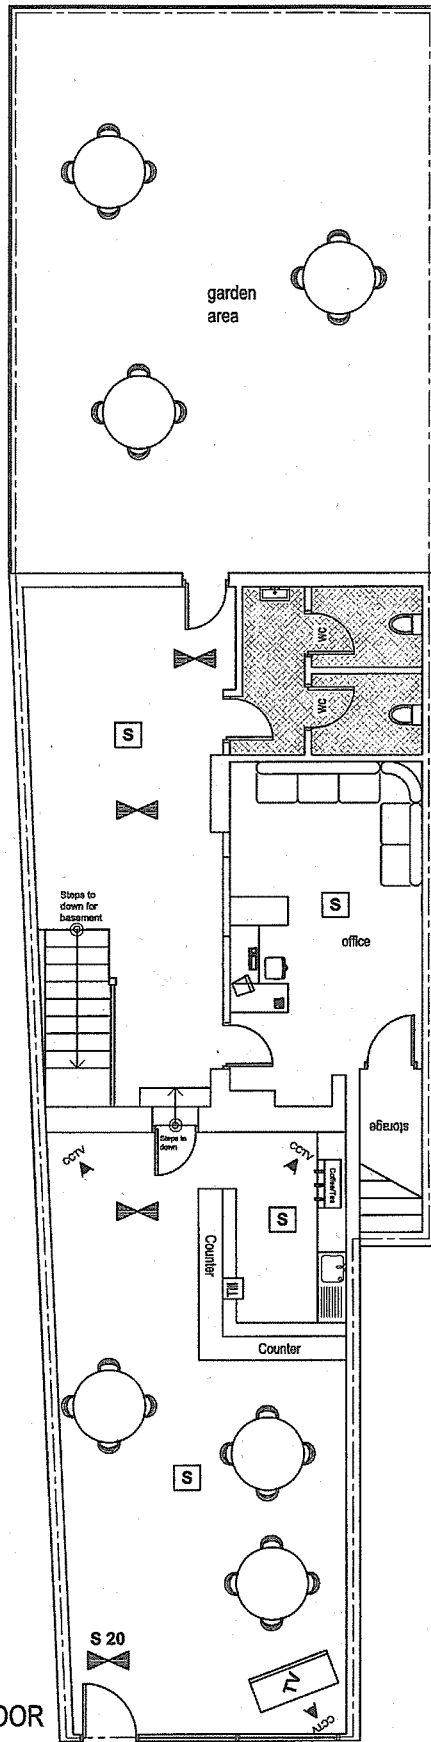 garden
area
WC
WC
S
Steps to
down for
basement
S
office
storage
Steps to
down
CCTV
CCTV
Coffee/Tea
S
Counter
Till
Counter
S
S 20
TV
CCTV
OOR